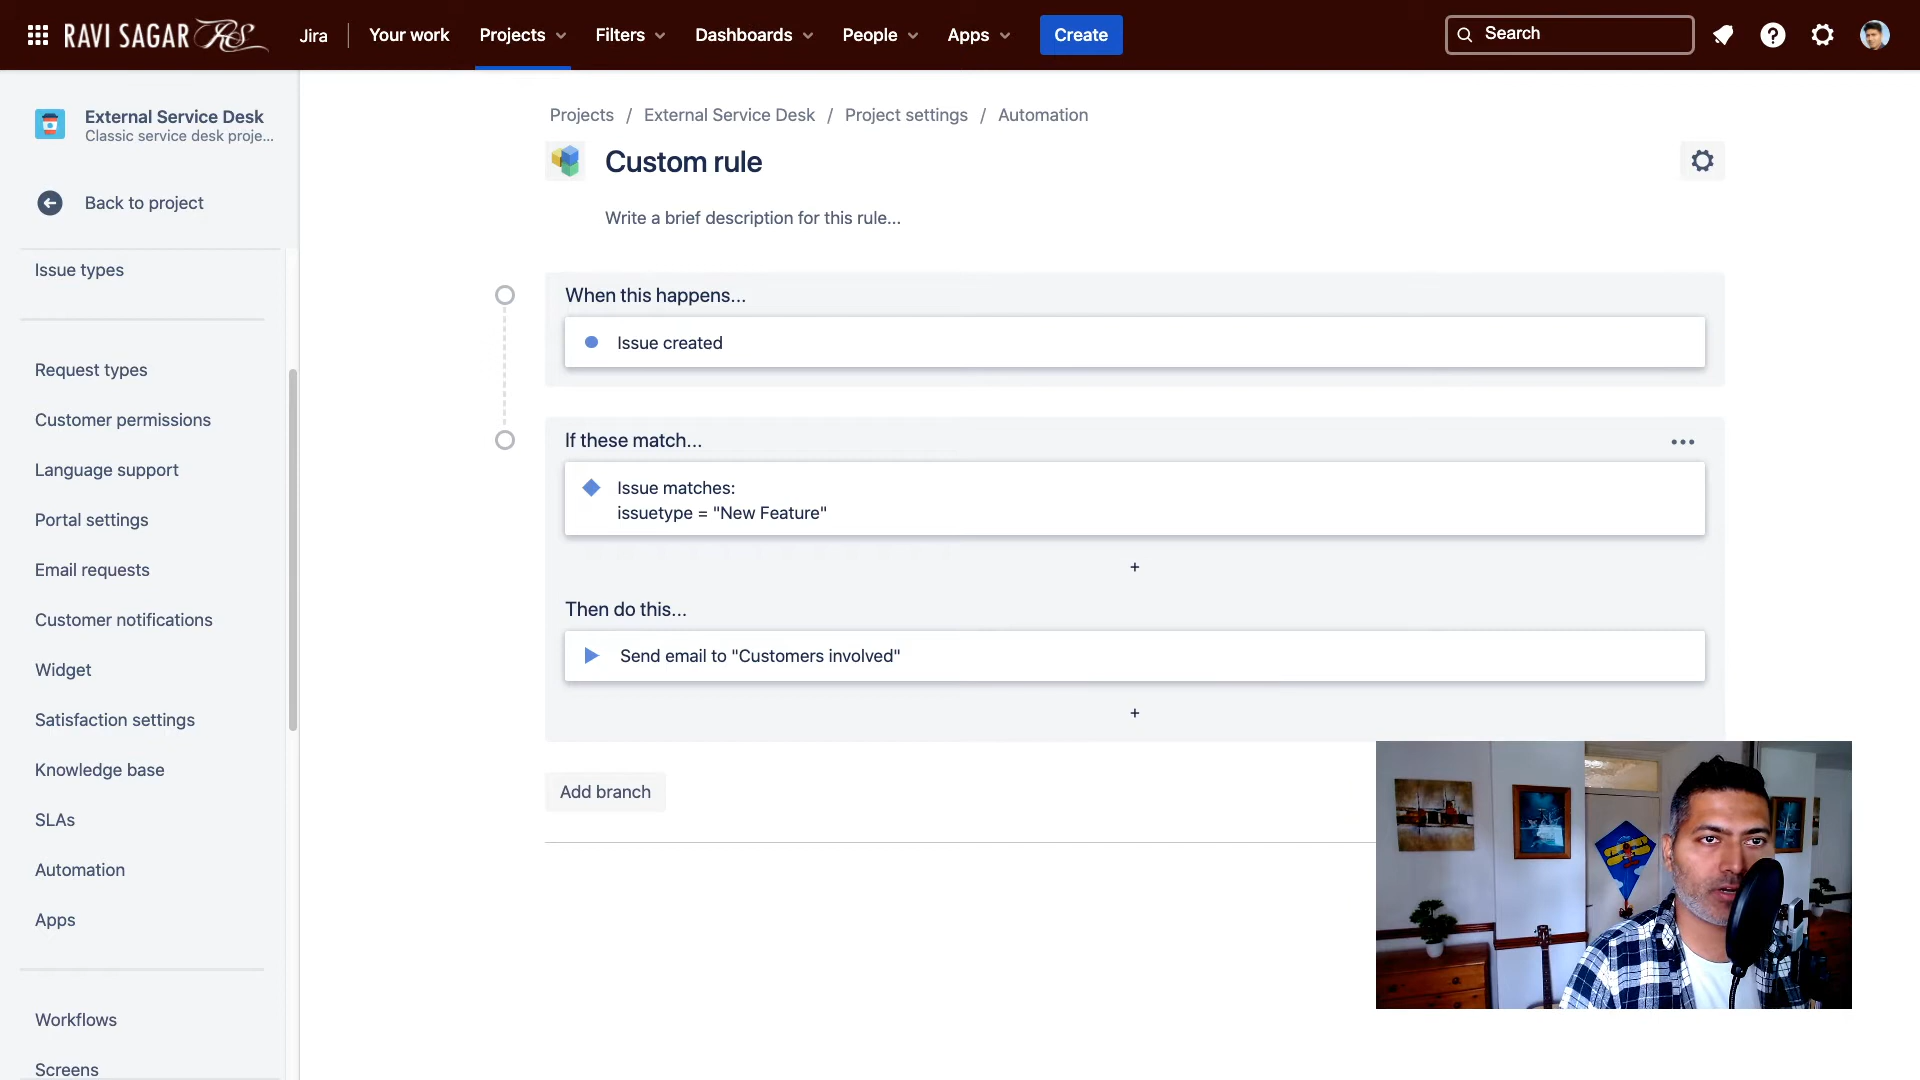 RAVI SAGAR RS
Jira
Your work
Projects
Filters
Dashboards
People
Apps
Create
Search
External Service Desk
Classic service desk proje...
Back to project
Issue types
Request types
Customer permissions
Language support
Portal settings
Email requests
Customer notifications
Widget
Satisfaction settings
Knowledge base
SLAs
Automation
Apps
Workflows
Screens
Projects / External Service Desk / Project settings / Automation
Custom rule
Write a brief description for this rule...
When this happens...
Issue created
If these match...
Issue matches:
issuetype = "New Feature"
+
Then do this...
Send email to "Customers involved"
+
Add branch